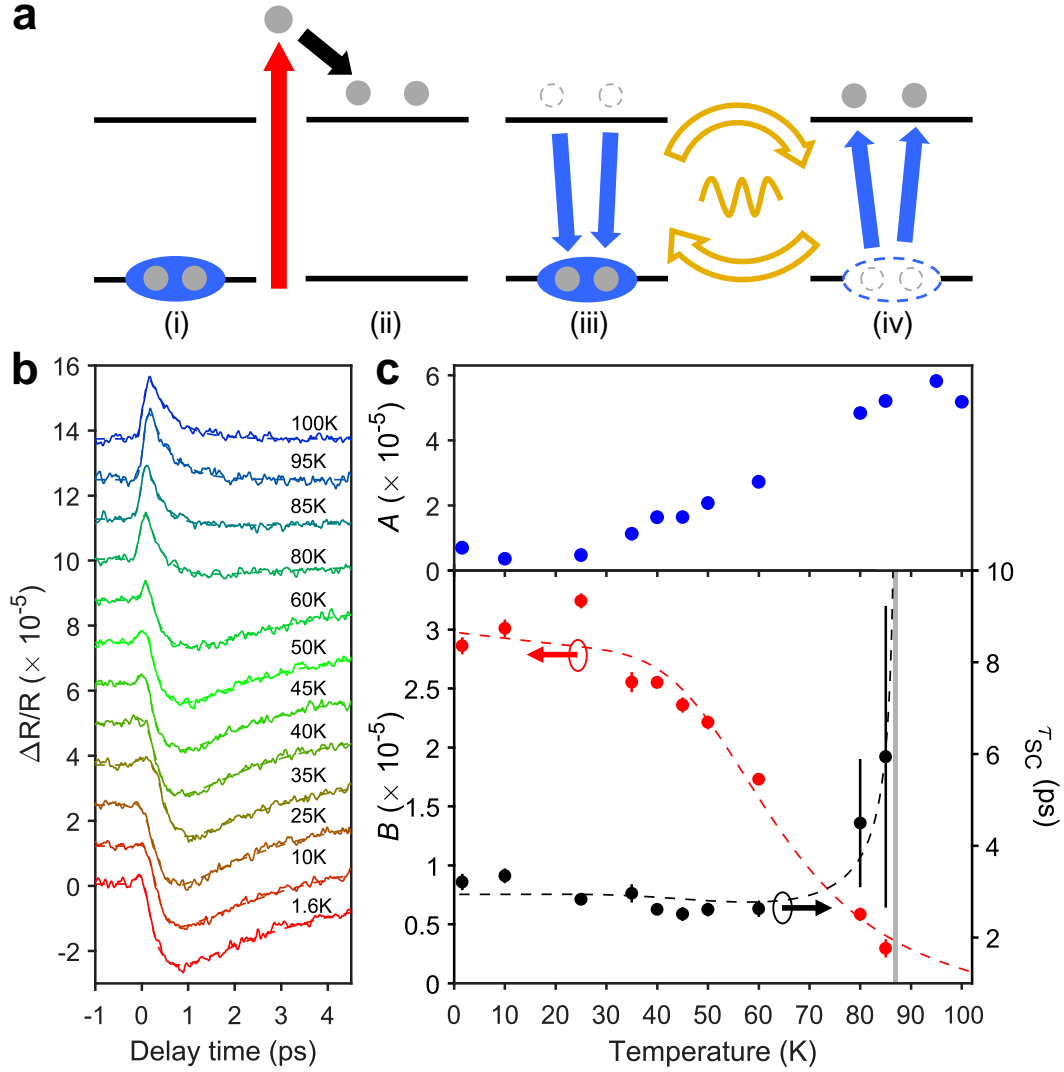 a
(i)
(ii)
(iii)
(iv)
b
16
14
12
10
8
6
4
2
0
-2
ΔR/R (× 10⁻⁵)
100K
95K
85K
80K
60K
50K
45K
40K
35K
25K
10K
1.6K
-1 0 1 2 3 4
Delay time (ps)
c
6
4
2
0
A (× 10⁻⁵)
3
2.5
2
1.5
1
0.5
0
B (× 10⁻⁵)
10
8
6
4
2
τSC (ps)
0 10 20 30 40 50 60 70 80 90 100
Temperature (K)